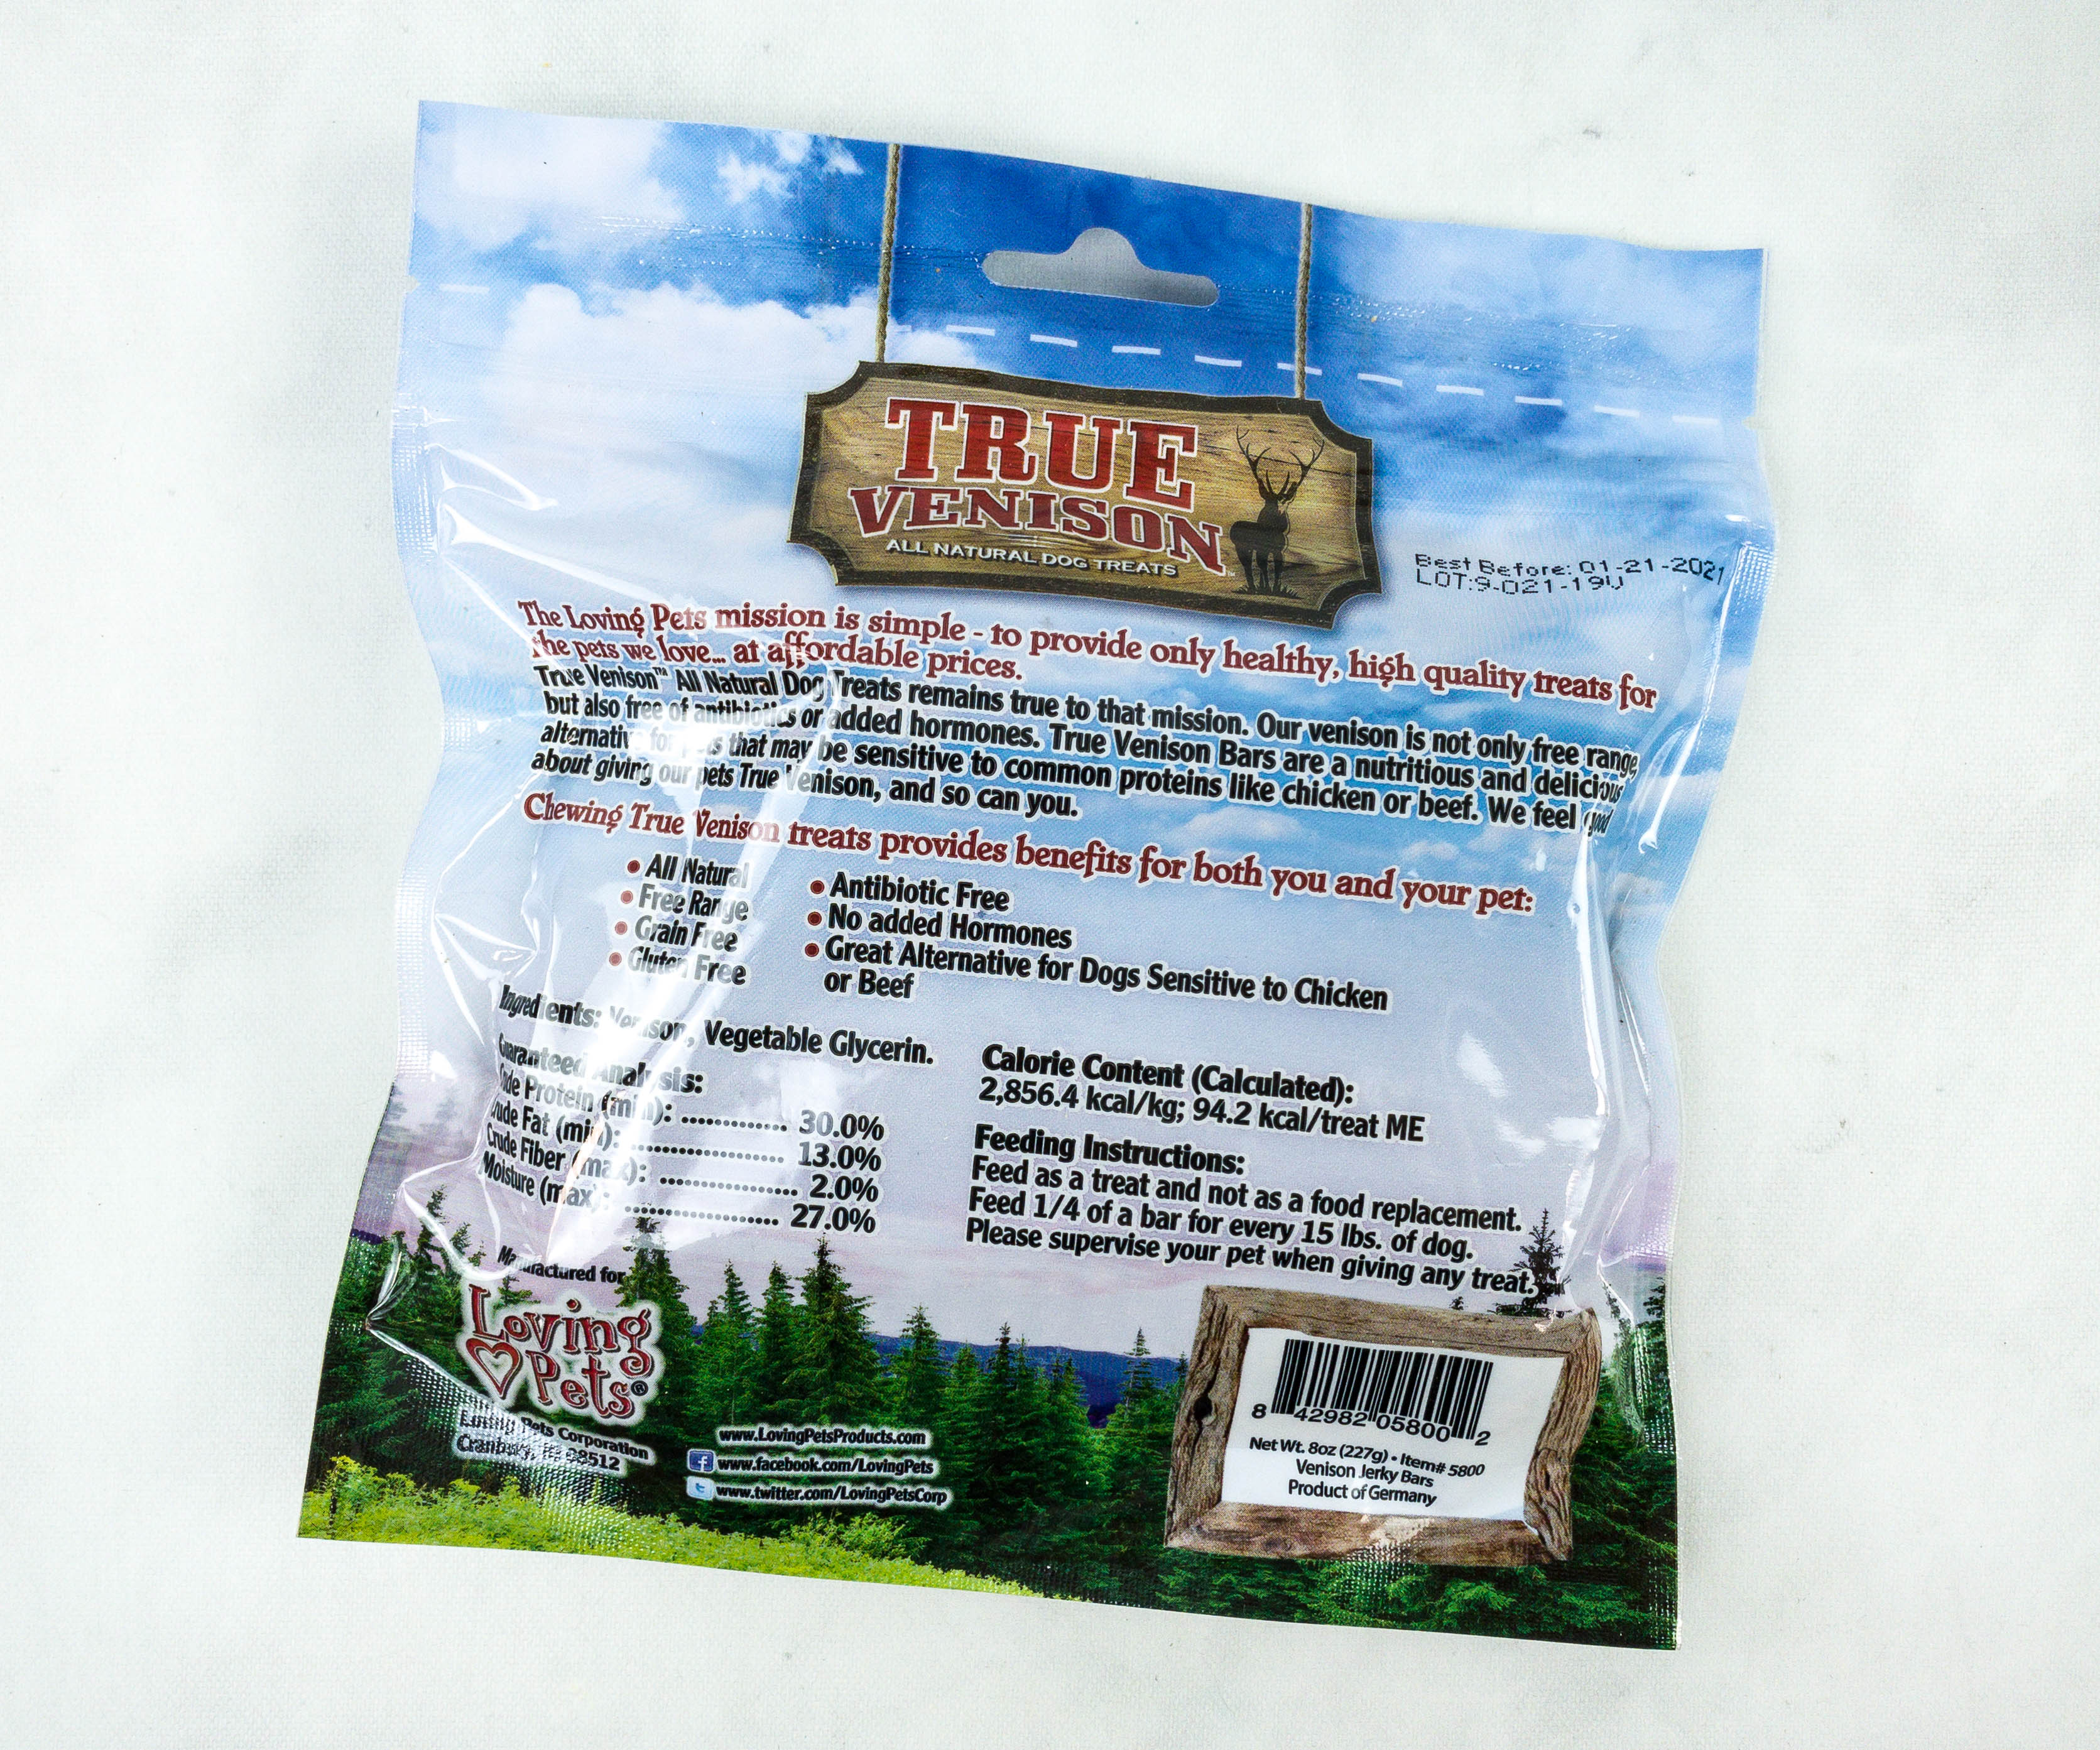 TRUE
VENISON
ALL NATURAL DOG TREATS
Best Before: 01-21-2021
LOT:9-021-19U
The Loving Pets mission is simple - to provide only healthy, high quality treats for
the pets we love... at affordable prices.
True Venison™ All Natural Dog Treats remains true to that mission. Our venison is not only free range,
but also free of antibiotics or added hormones. True Venison Bars are a nutritious and delicious
alternative for pets that may be sensitive to common proteins like chicken or beef. We feel good
about giving our pets True Venison, and so can you.
Chewing True Venison treats provides benefits for both you and your pet:
• All Natural
• Free Range
• Grain Free
• Gluten Free
• Antibiotic Free
• No added Hormones
• Great Alternative for Dogs Sensitive to Chicken
or Beef
Ingredients: Venison, Vegetable Glycerin.
Guaranteed Analysis:
Crude Protein (min): .............. 30.0%
Crude Fat (min): .................... 13.0%
Crude Fiber (max): .................. 2.0%
Moisture (max): ..................... 27.0%
Calorie Content (Calculated):
2,856.4 kcal/kg; 94.2 kcal/treat ME
Feeding Instructions:
Feed as a treat and not as a food replacement.
Feed 1/4 of a bar for every 15 lbs. of dog.
Please supervise your pet when giving any treat.
Manufactured for
Loving
Pets®
Loving Pets Corporation
Cranbury, NJ 08512
www.LovingPetsProducts.com
www.facebook.com/LovingPets
www.twitter.com/LovingPetsCorp
8 42982 05800 2
Net Wt. 8oz (227g) • Item# 5800
Venison Jerky Bars
Product of Germany